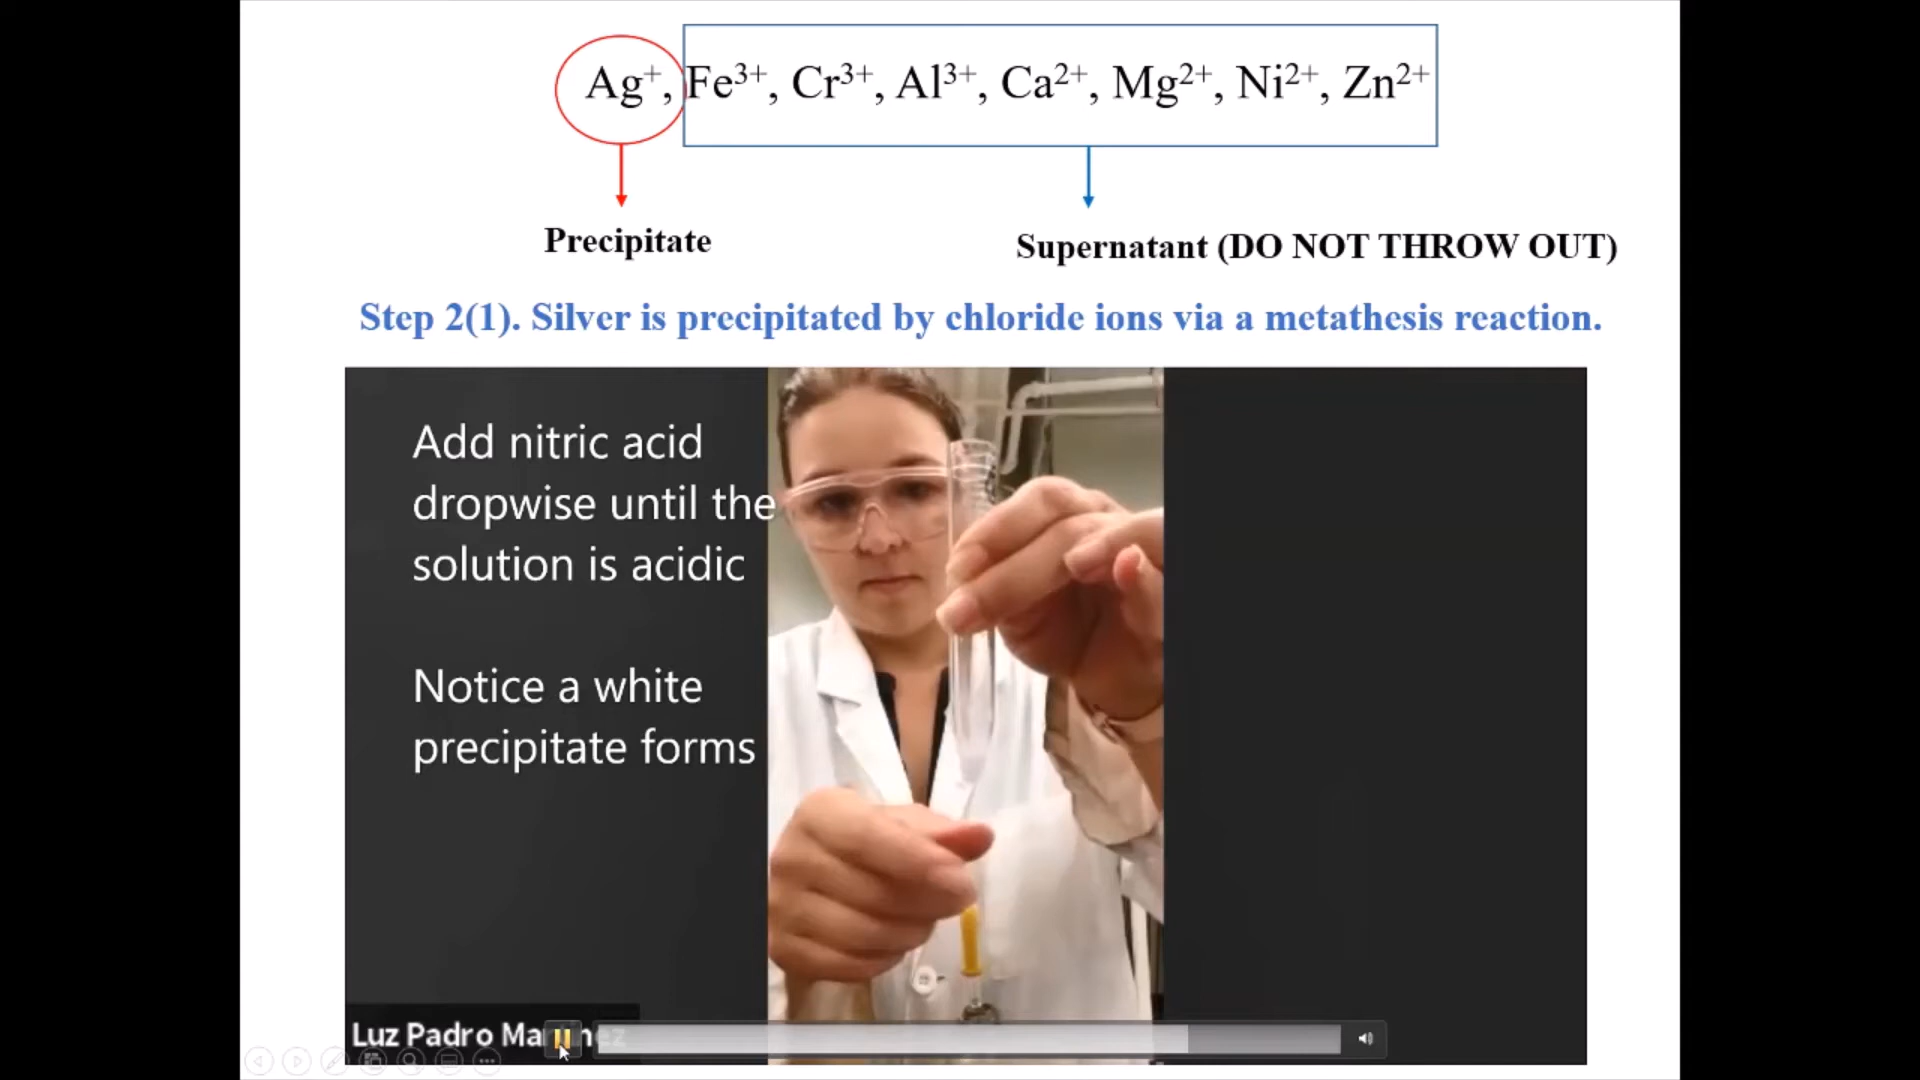 Ag⁺, Fe³⁺, Cr³⁺, Al³⁺, Ca²⁺, Mg²⁺, Ni²⁺, Zn²⁺
Precipitate
Supernatant (DO NOT THROW OUT)
Step 2(1). Silver is precipitated by chloride ions via a metathesis reaction.
Add nitric acid
dropwise until the
solution is acidic
Notice a white
precipitate forms
Luz Padro